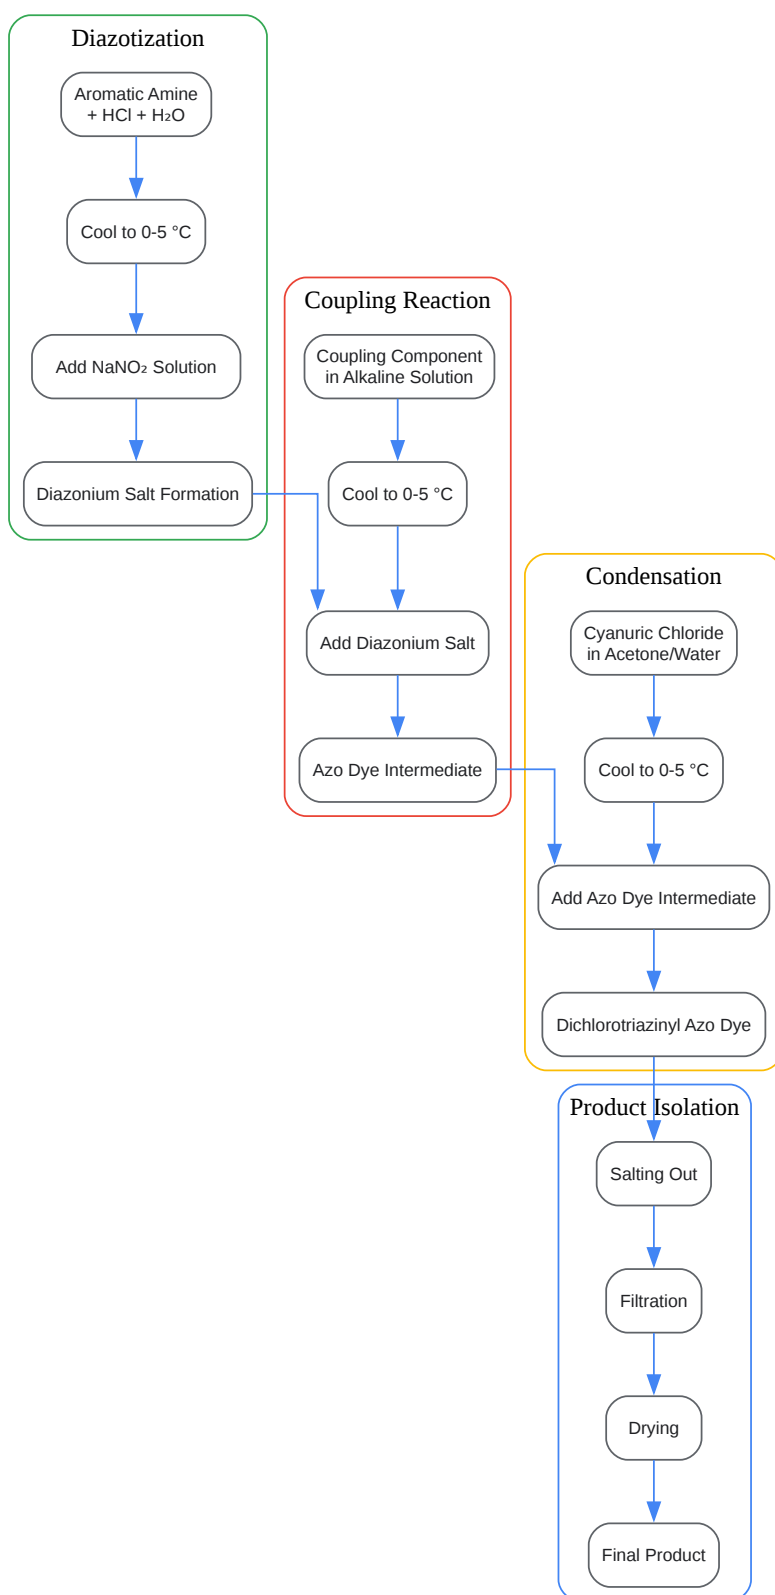 Diazotization
Aromatic Amine
+ HCl + H₂O
Cool to 0-5 °C
Add NaNO₂ Solution
Diazonium Salt Formation
Coupling Reaction
Coupling Component
in Alkaline Solution
Cool to 0-5 °C
Add Diazonium Salt
Azo Dye Intermediate
Condensation
Cyanuric Chloride
in Acetone/Water
Cool to 0-5 °C
Add Azo Dye Intermediate
Dichlorotriazinyl Azo Dye
Product Isolation
Salting Out
Filtration
Drying
Final Product